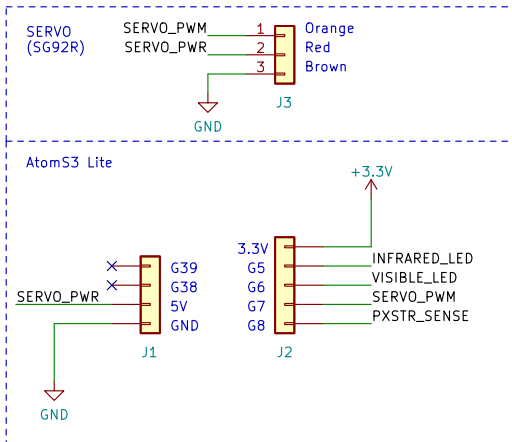 SERVO
(SG92R)
SERVO_PWM 1 Orange
SERVO_PWR 2 Red
3 Brown
J3
GND
AtomS3 Lite
+3.3V
3.3V
G39 G5 INFRARED_LED
G38 G6 VISIBLE_LED
SERVO_PWR 5V G7 SERVO_PWM
GND G8 PXSTR_SENSE
J1 J2
GND